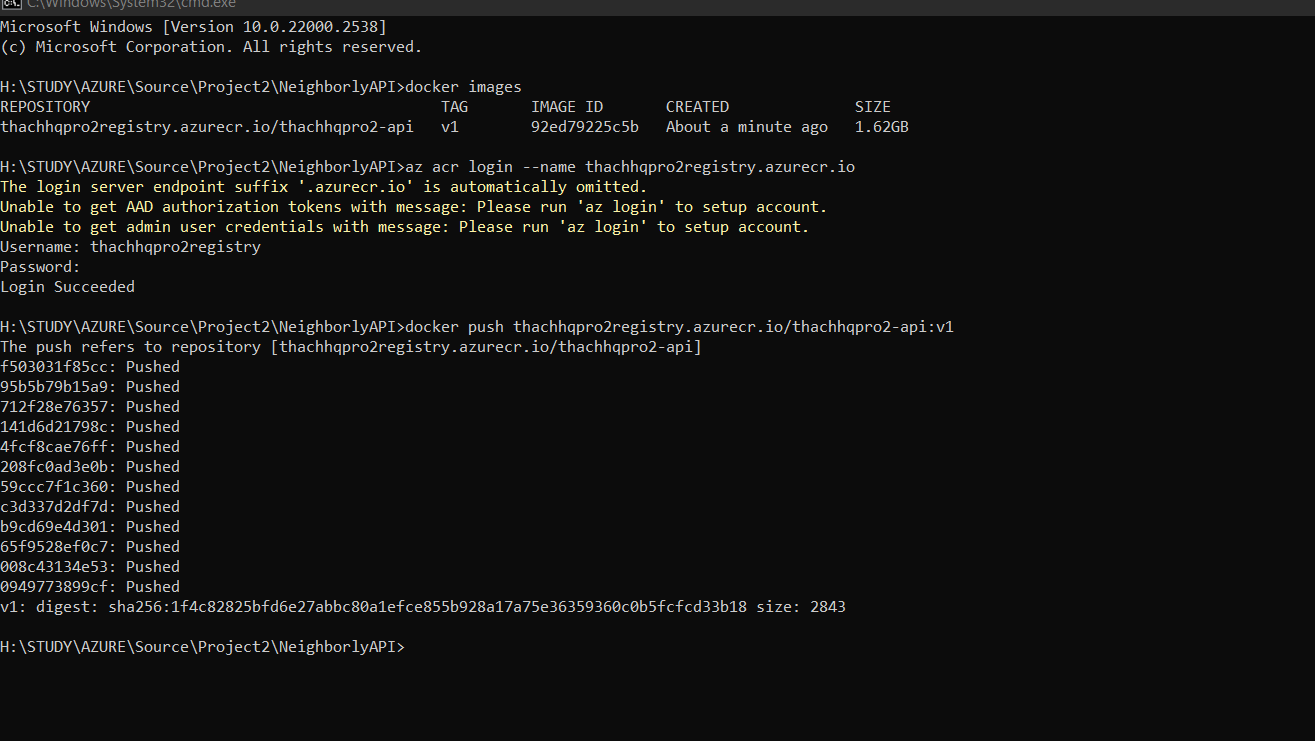 C:\Windows\System32\cmd.exe
Microsoft Windows [Version 10.0.22000.2538]
(c) Microsoft Corporation. All rights reserved.
H:\STUDY\AZURE\Source\Project2\NeighborlyAPI>docker images
REPOSITORY TAG IMAGE ID CREATED SIZE
thachhqpro2registry.azurecr.io/thachhqpro2-api v1 92ed79225c5b About a minute ago 1.62GB
H:\STUDY\AZURE\Source\Project2\NeighborlyAPI>az acr login --name thachhqpro2registry.azurecr.io
The login server endpoint suffix '.azurecr.io' is automatically omitted.
Unable to get AAD authorization tokens with message: Please run 'az login' to setup account.
Unable to get admin user credentials with message: Please run 'az login' to setup account.
Username: thachhqpro2registry
Password:
Login Succeeded
H:\STUDY\AZURE\Source\Project2\NeighborlyAPI>docker push thachhqpro2registry.azurecr.io/thachhqpro2-api:v1
The push refers to repository [thachhqpro2registry.azurecr.io/thachhqpro2-api]
f503031f85cc: Pushed
95b5b79b15a9: Pushed
712f28e76357: Pushed
141d6d21798c: Pushed
4fcf8cae76ff: Pushed
208fc0ad3e0b: Pushed
59ccc7f1c360: Pushed
c3d337d2df7d: Pushed
b9cd69e4d301: Pushed
65f9528ef0c7: Pushed
008c43134e53: Pushed
0949773899cf: Pushed
v1: digest: sha256:1f4c82825bfd6e27abbc80a1efce855b928a17a75e36359360c0b5fcfcd33b18 size: 2843
H:\STUDY\AZURE\Source\Project2\NeighborlyAPI>